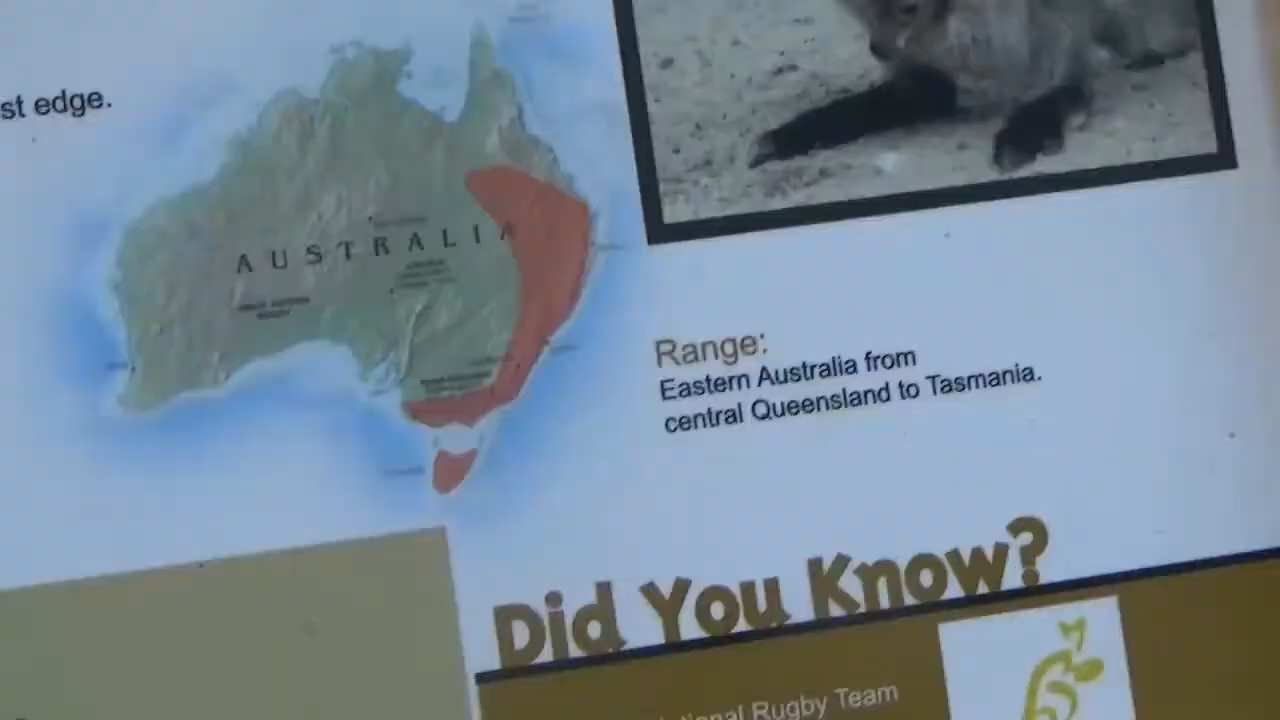 st edge.
AUSTRALIA
Range:
Eastern Australia from
central Queensland to Tasmania.
Did You Know?
Rugby Team